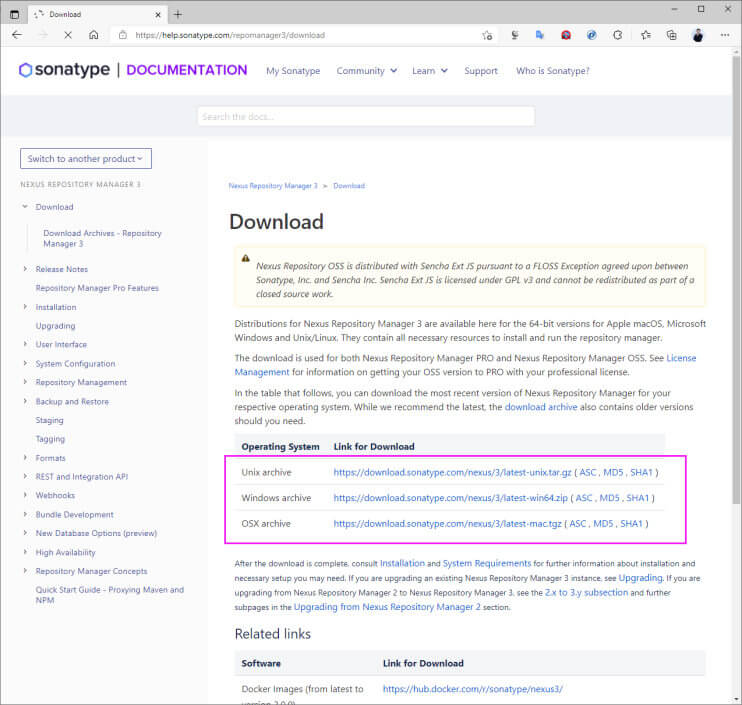 Download
https://help.sonatype.com/repomanager3/download
sonatype | DOCUMENTATION
My Sonatype
Community
Learn
Support
Who is Sonatype?
Search the docs...
Switch to another product
NEXUS REPOSITORY MANAGER 3
Download
Download Archives - Repository
Manager 3
Release Notes
Repository Manager Pro Features
Installation
Upgrading
User Interface
System Configuration
Repository Management
Backup and Restore
Staging
Tagging
Formats
REST and Integration API
Webhooks
Bundle Development
New Database Options (preview)
High Availability
Repository Manager Concepts
Quick Start Guide - Proxying Maven and
NPM
Nexus Repository Manager 3 > Download
Download
Nexus Repository OSS is distributed with Sencha Ext JS pursuant to a FLOSS Exception agreed upon between
Sonatype, Inc. and Sencha Inc. Sencha Ext JS is licensed under GPL v3 and cannot be redistributed as part of a
closed source work.
Distributions for Nexus Repository Manager 3 are available here for the 64-bit versions for Apple macOS, Microsoft
Windows and Unix/Linux. They contain all necessary resources to install and run the repository manager.
The download is used for both Nexus Repository Manager PRO and Nexus Repository Manager OSS. See License
Management for information on getting your OSS version to PRO with your professional license.
In the table that follows, you can download the most recent version of Nexus Repository Manager for your
respective operating system. While we recommend the latest, the download archive also contains older versions
should you need.
Operating System Link for Download
Unix archive https://download.sonatype.com/nexus/3/latest-unix.tar.gz ( ASC , MD5 , SHA1 )
Windows archive https://download.sonatype.com/nexus/3/latest-win64.zip ( ASC , MD5 , SHA1 )
OSX archive https://download.sonatype.com/nexus/3/latest-mac.tgz ( ASC , MD5 , SHA1 )
After the download is complete, consult Installation and System Requirements for further information about installation and
necessary setup you may need. If you are upgrading an existing Nexus Repository Manager 3 instance, see Upgrading. If you are
upgrading from Nexus Repository Manager 2 to Nexus Repository Manager 3, see the 2.x to 3.y subsection and further
subpages in the Upgrading from Nexus Repository Manager 2 section.
Related links
Software Link for Download
Docker Images (from latest to https://hub.docker.com/r/sonatype/nexus3/
version 3.0.0)